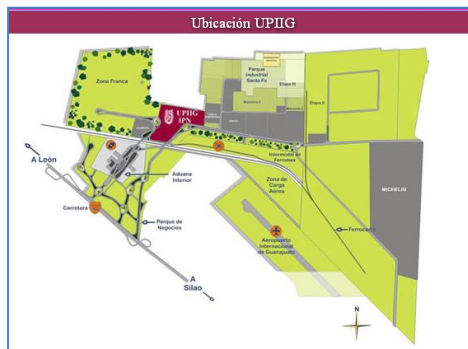 Ubicación UPIIG
Zona Franca
Parque
Industrial
Santa Fe
Etapa III
Etapa II
UPIIG
IPN
A León
Aduana
Interior
Intermodal de
Ferromex
Zona de
Carga
Aérea
MICHELIN
Carretera
Parque de
Negocios
Ferrocarril
Aeropuerto
Internacional
de Guanajuato
A
Silao
N